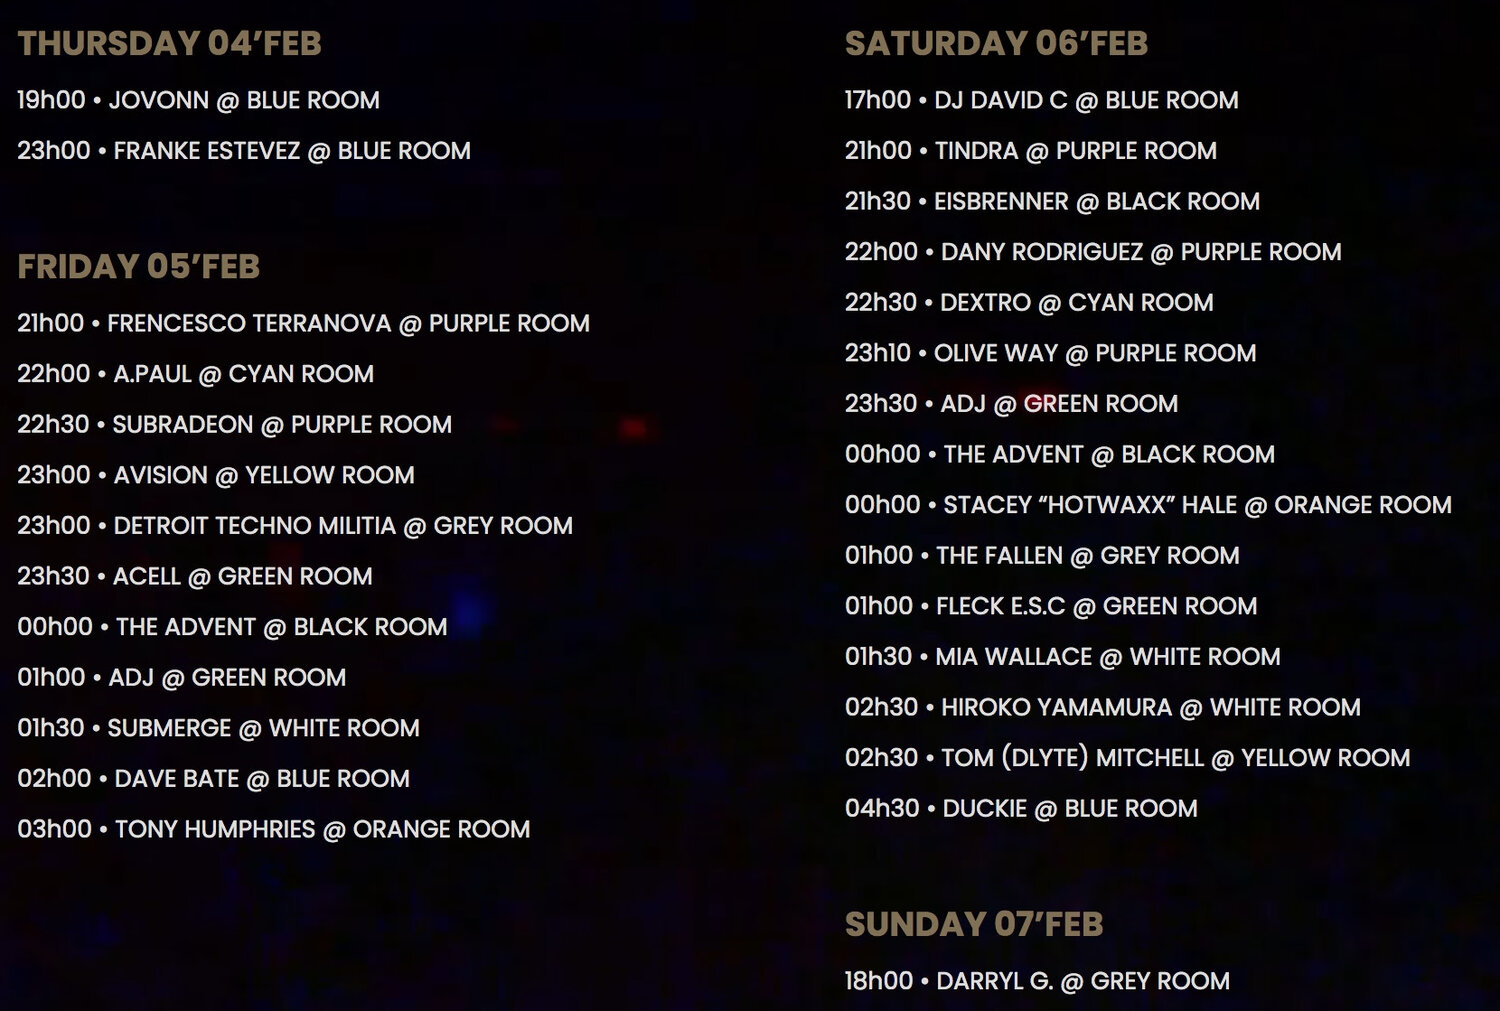 THURSDAY 04’FEB
19h00 • JOVONN @ BLUE ROOM
23h00 • FRANKE ESTEVEZ @ BLUE ROOM
FRIDAY 05’FEB
21h00 • FRENCESCO TERRANOVA @ PURPLE ROOM
22h00 • A.PAUL @ CYAN ROOM
22h30 • SUBRADEON @ PURPLE ROOM
23h00 • AVISION @ YELLOW ROOM
23h00 • DETROIT TECHNO MILITIA @ GREY ROOM
23h30 • ACELL @ GREEN ROOM
00h00 • THE ADVENT @ BLACK ROOM
01h00 • ADJ @ GREEN ROOM
01h30 • SUBMERGE @ WHITE ROOM
02h00 • DAVE BATE @ BLUE ROOM
03h00 • TONY HUMPHRIES @ ORANGE ROOM
SATURDAY 06’FEB
17h00 • DJ DAVID C @ BLUE ROOM
21h00 • TINDRA @ PURPLE ROOM
21h30 • EISBRENNER @ BLACK ROOM
22h00 • DANY RODRIGUEZ @ PURPLE ROOM
22h30 • DEXTRO @ CYAN ROOM
23h10 • OLIVE WAY @ PURPLE ROOM
23h30 • ADJ @ GREEN ROOM
00h00 • THE ADVENT @ BLACK ROOM
00h00 • STACEY “HOTWAXX” HALE @ ORANGE ROOM
01h00 • THE FALLEN @ GREY ROOM
01h00 • FLECK E.S.C @ GREEN ROOM
01h30 • MIA WALLACE @ WHITE ROOM
02h30 • HIROKO YAMAMURA @ WHITE ROOM
02h30 • TOM (DLYTE) MITCHELL @ YELLOW ROOM
04h30 • DUCKIE @ BLUE ROOM
SUNDAY 07’FEB
18h00 • DARRYL G. @ GREY ROOM